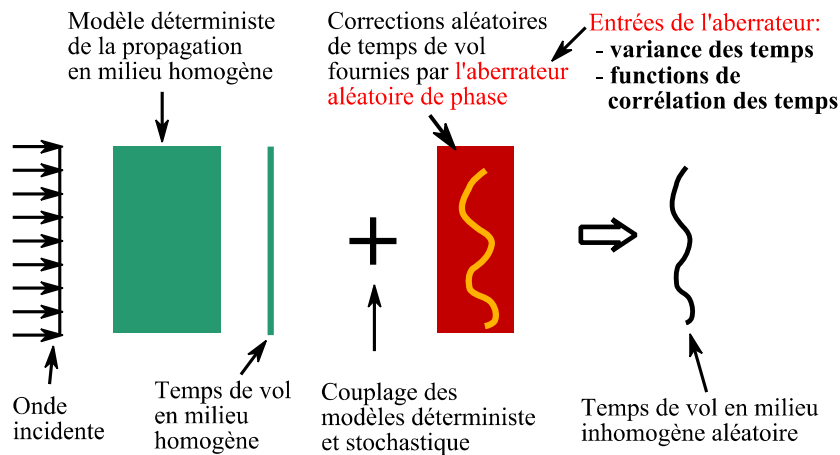 Modèle déterministe
de la propagation
en milieu homogène
Corrections aléatoires
de temps de vol
fournies par l'aberrateur
aléatoire de phase
Entrées de l'aberrateur:
- variance des temps
- functions de
corrélation des temps
Onde
incidente
Temps de vol
en milieu
homogène
Couplage des
modèles déterministe
et stochastique
Temps de vol en milieu
inhomogène aléatoire